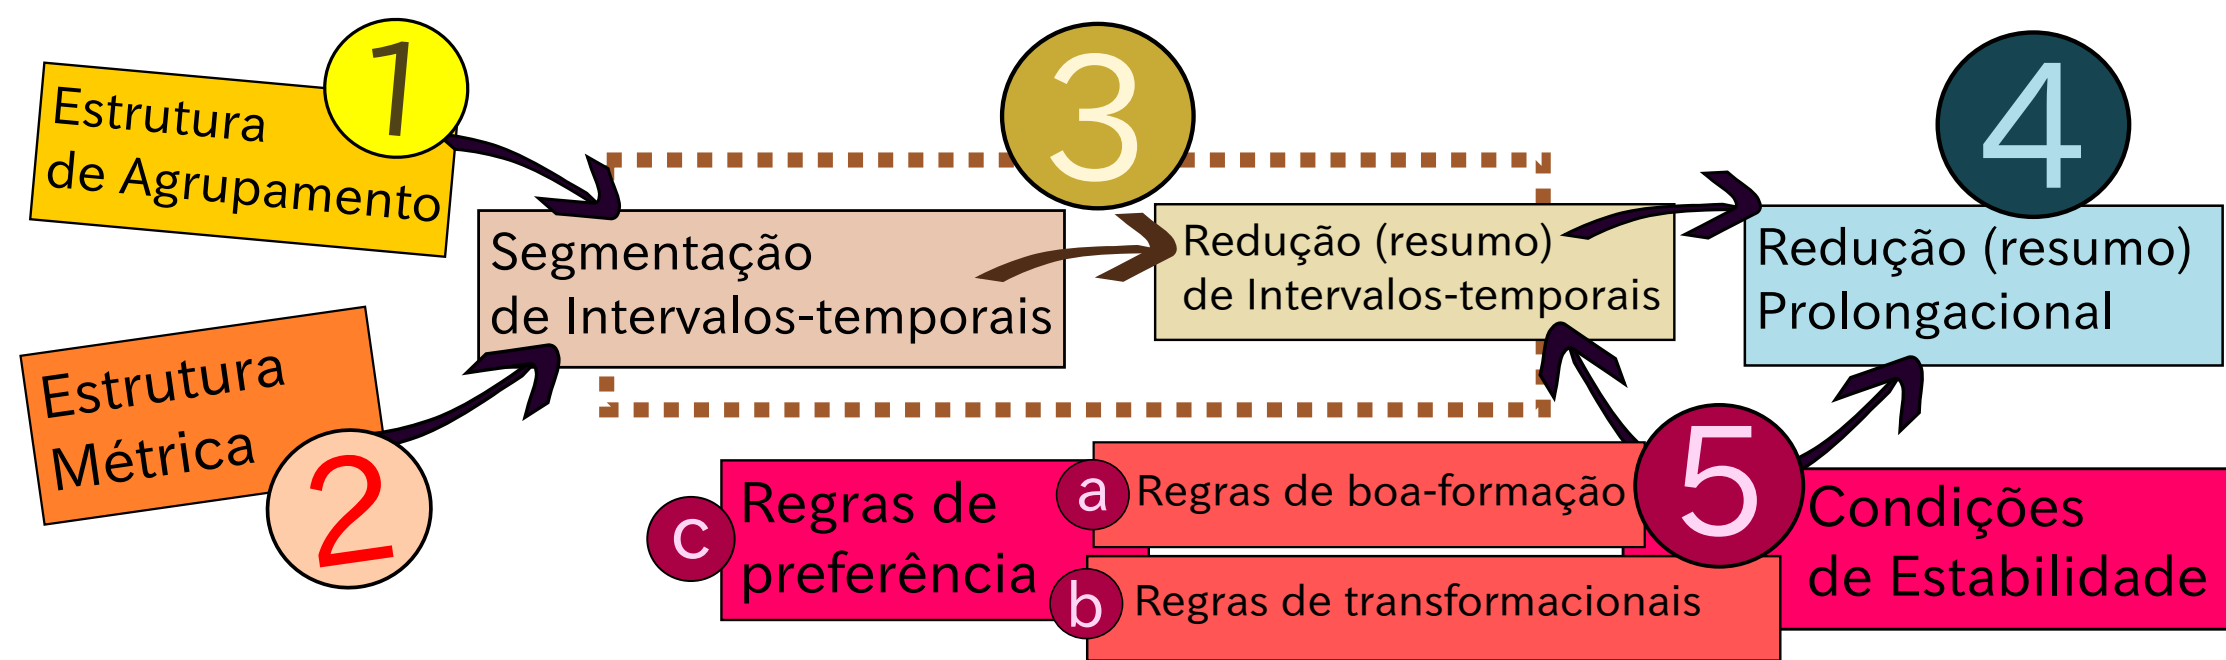 1
Estrutura
de Agrupamento
2
Estrutura
Métrica
3
Segmentação
de Intervalos-temporais
Redução (resumo)
de Intervalos-temporais
4
Redução (resumo)
Prolongacional
5
Condições
de Estabilidade
a
Regras de boa-formação
b
Regras de transformacionais
c
Regras de
preferência